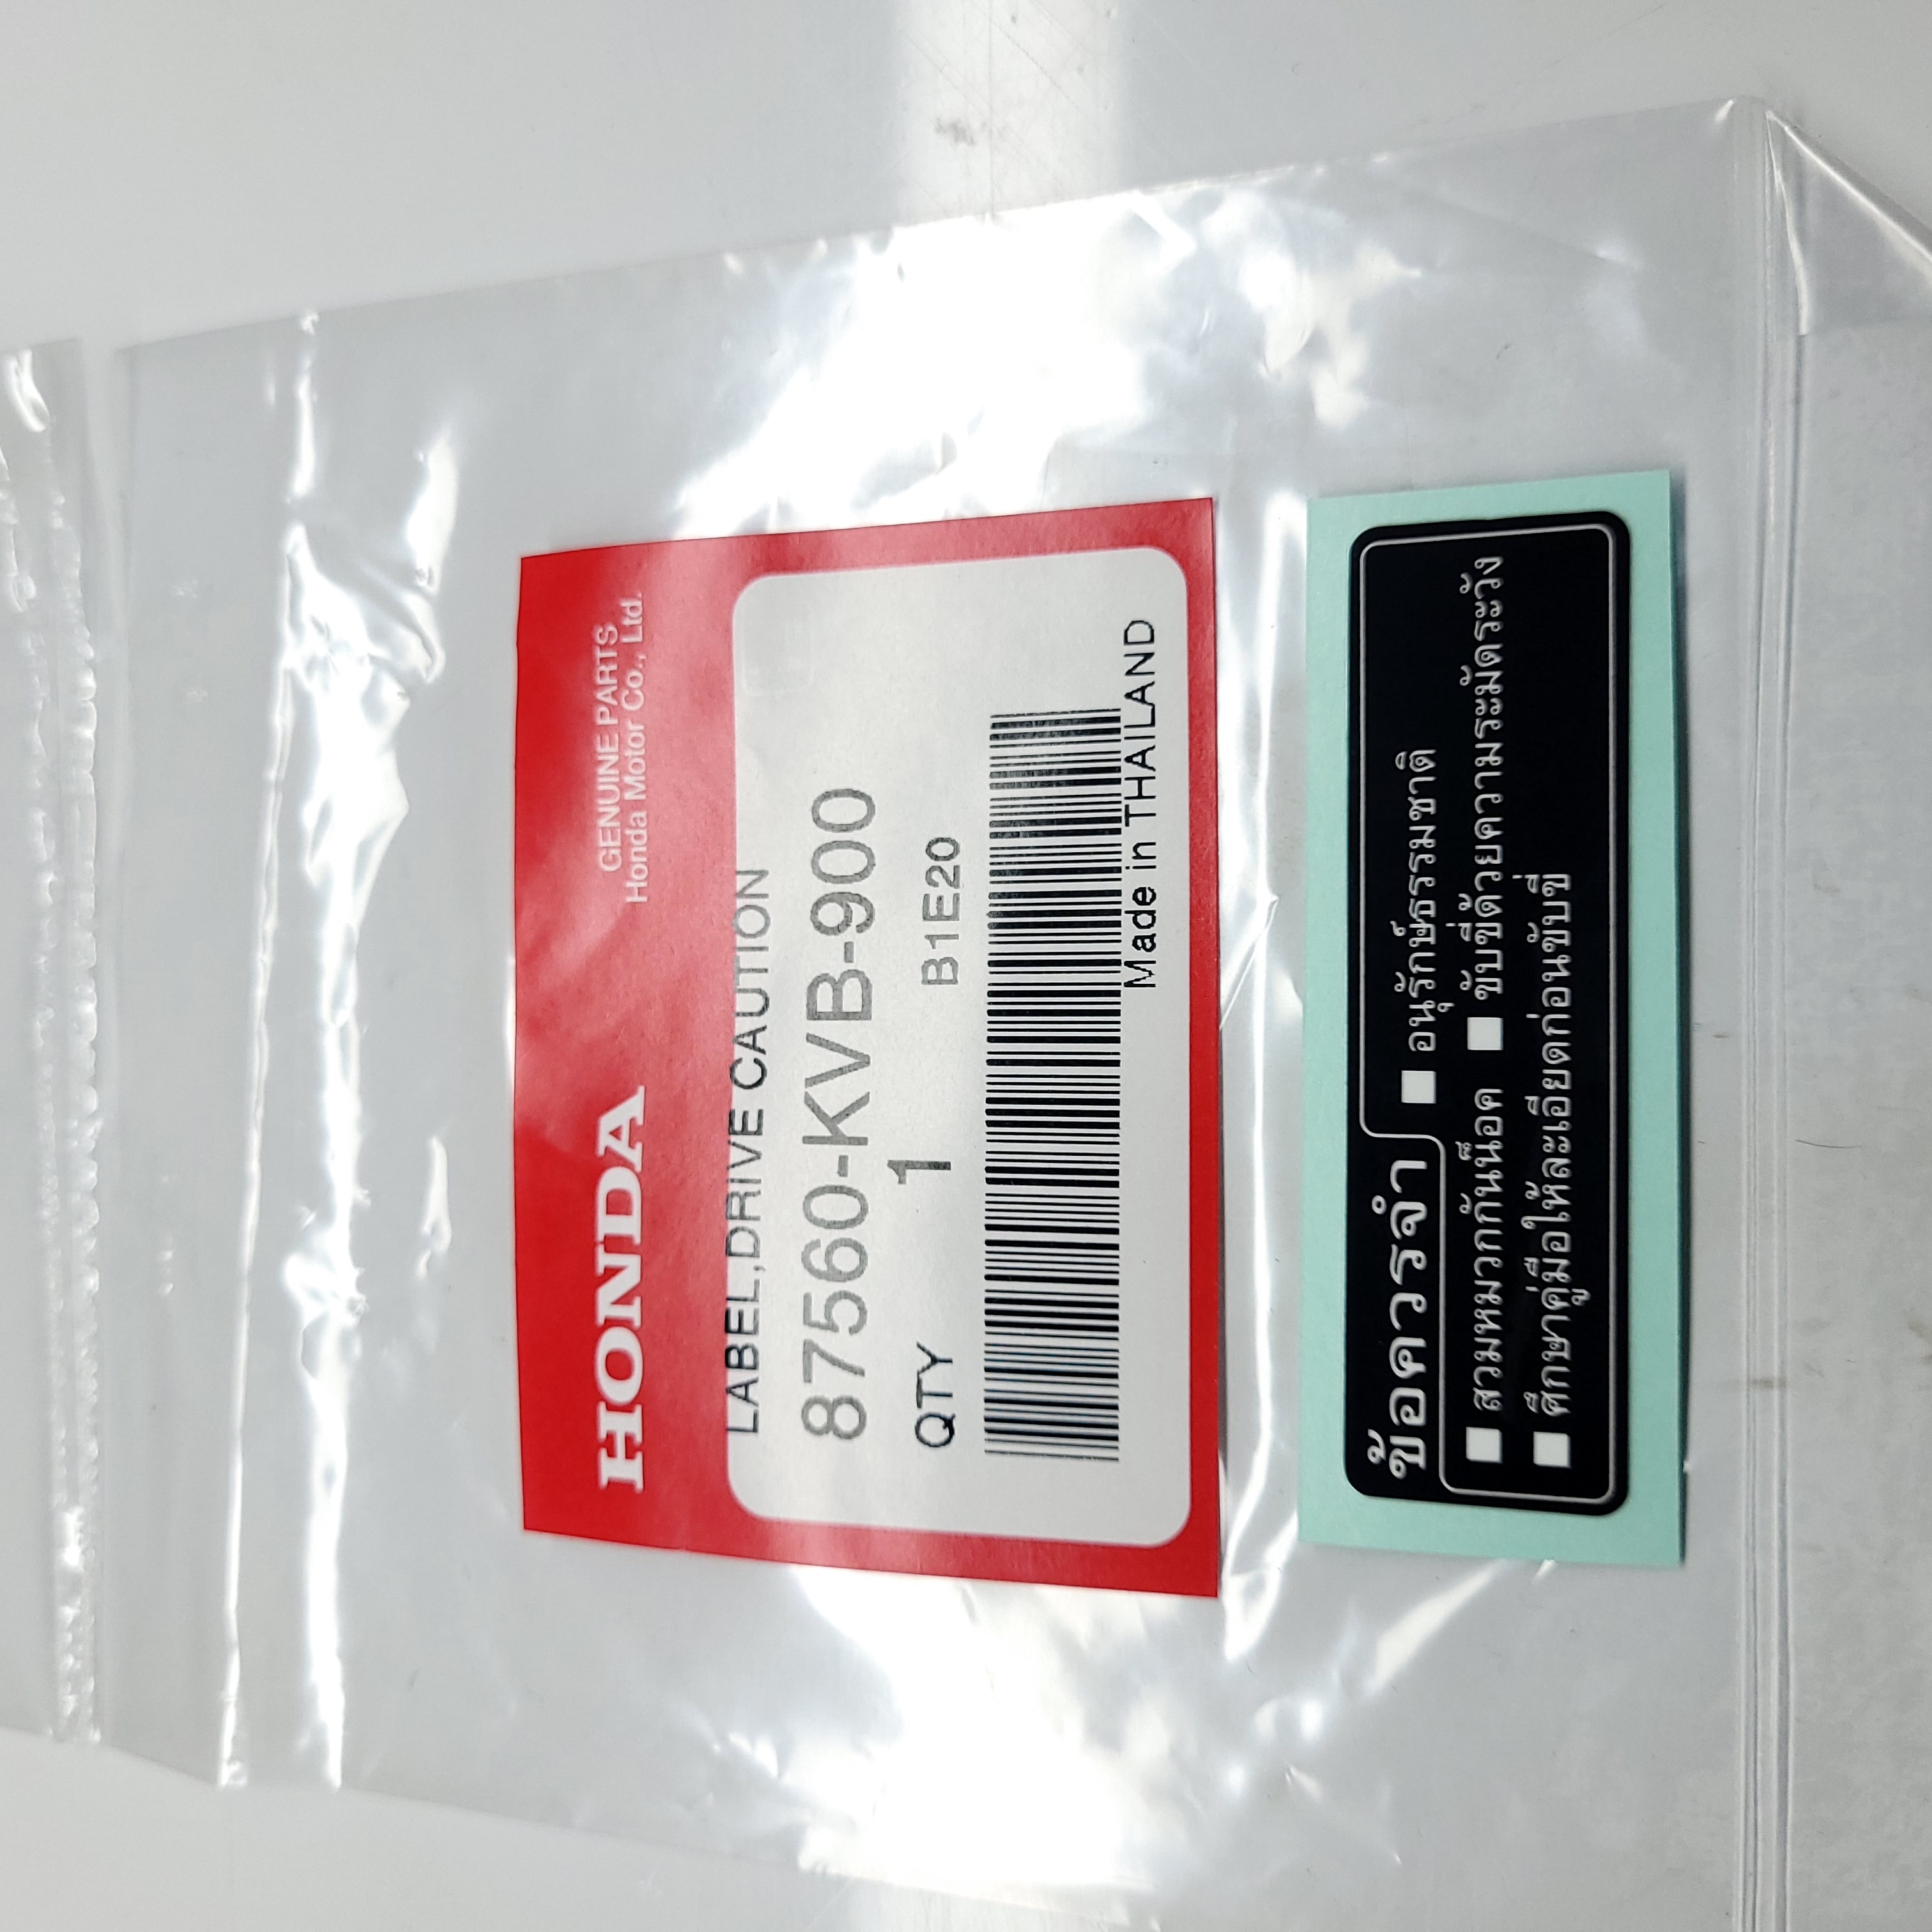 HONDA
GENUINE PARTS
Honda Motor Co., Ltd.
LABEL,DRIVE CAUTION
87560-KVB-900
QTY 1 B1E20
Made in THAILAND
ข้อควรจำ
อนุรักษ์ธรรมชาติ
สวมหมวกกันน็อค ขับขี่ด้วยความระมัดระวัง
ศึกษาคู่มือให้ละเอียดก่อนขับขี่